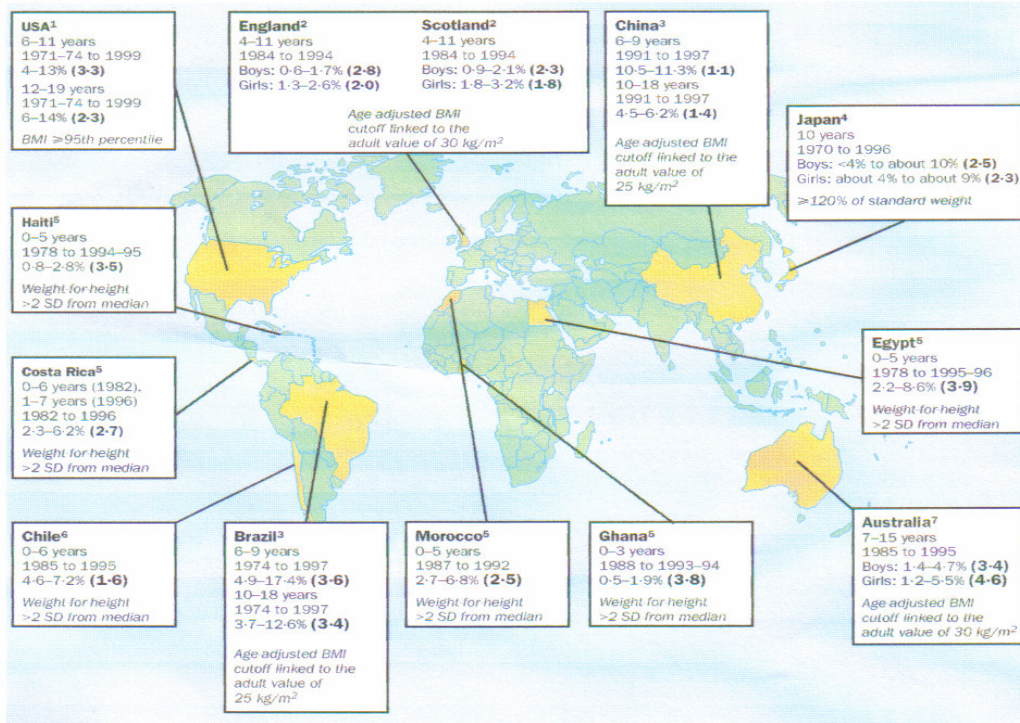 USA¹
6–11 years
1971–74 to 1999
4–13% (3·3)
12–19 years
1971–74 to 1999
6–14% (2·3)
BMI ⩾95th percentile
England²
4–11 years
1984 to 1994
Boys: 0·6–1·7% (2·8)
Girls: 1·3–2·6% (2·0)
Scotland²
4–11 years
1984 to 1994
Boys: 0·9–2·1% (2·3)
Girls: 1·8–3·2% (1·8)
Age adjusted BMI
cutoff linked to the
adult value of 30 kg/m²
China³
6–9 years
1991 to 1997
10·5–11·3% (1·1)
10–18 years
1991 to 1997
4·5–6·2% (1·4)
Age adjusted BMI
cutoff linked to the
adult value of
25 kg/m²
Japan⁴
10 years
1970 to 1996
Boys: <4% to about 10% (2·5)
Girls: about 4% to about 9% (2·3)
⩾120% of standard weight
Haiti⁵
0–5 years
1978 to 1994–95
0·8–2·8% (3·5)
Weight-for-height
>2 SD from median
Costa Rica⁵
0–6 years (1982),
1–7 years (1996)
1982 to 1996
2·3–6·2% (2·7)
Weight-for-height
>2 SD from median
Egypt⁵
0–5 years
1978 to 1995–96
2·2–8·6% (3·9)
Weight-for-height
>2 SD from median
Chile⁶
0–6 years
1985 to 1995
4·6–7·2% (1·6)
Weight-for-height
>2 SD from median
Brazil³
6–9 years
1974 to 1997
4·9–17·4% (3·6)
10–18 years
1974 to 1997
3·7–12·6% (3·4)
Age adjusted BMI
cutoff linked to the
adult value of
25 kg/m²
Morocco⁵
0–5 years
1987 to 1992
2·7–6·8% (2·5)
Weight-for-height
>2 SD from median
Ghana⁵
0–3 years
1988 to 1993–94
0·5–1·9% (3·8)
Weight-for-height
>2 SD from median
Australia⁷
7–15 years
1985 to 1995
Boys: 1·4–4·7% (3·4)
Girls: 1·2–5·5% (4·6)
Age adjusted BMI
cutoff linked to the
adult value of 30 kg/m²